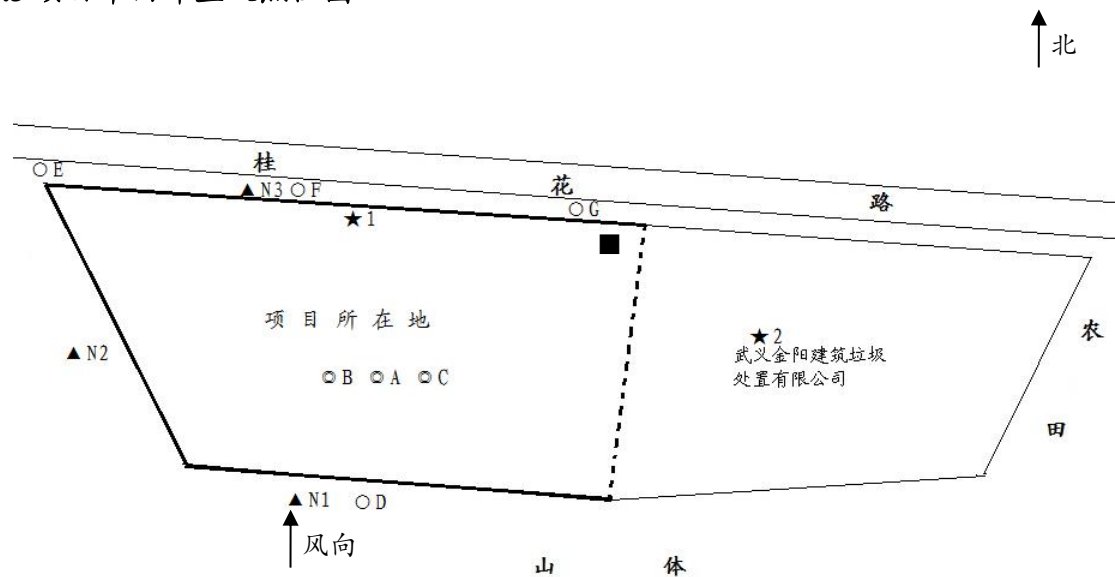 北
桂花路
○E
▲N3 ○F
○G
★1
项目所在地
▲N2
◎B ◎A ◎C
★2
武义金阳建筑垃圾
处置有限公司
农田
▲N1 ○D
风向
山体